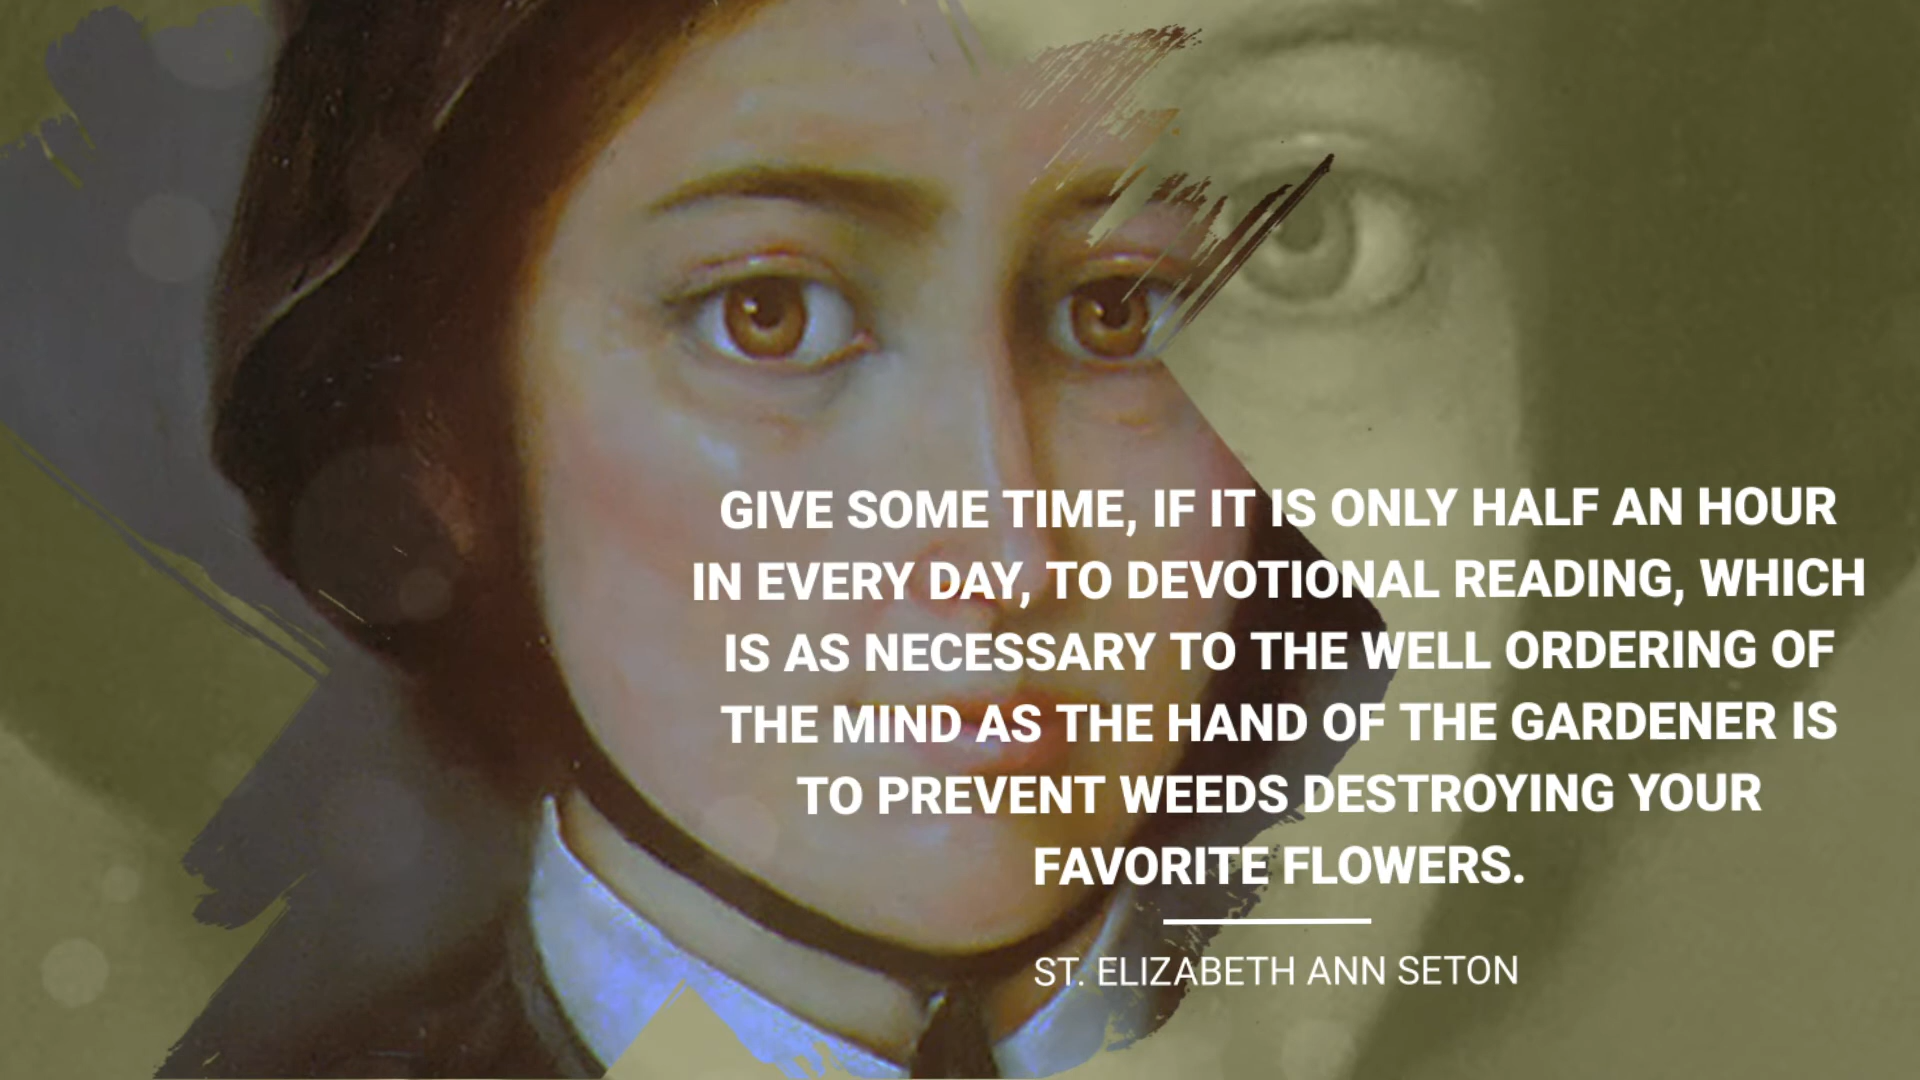 GIVE SOME TIME, IF IT IS ONLY HALF AN HOUR
IN EVERY DAY, TO DEVOTIONAL READING, WHICH
IS AS NECESSARY TO THE WELL ORDERING OF
THE MIND AS THE HAND OF THE GARDENER IS
TO PREVENT WEEDS DESTROYING YOUR
FAVORITE FLOWERS.
ST. ELIZABETH ANN SETON